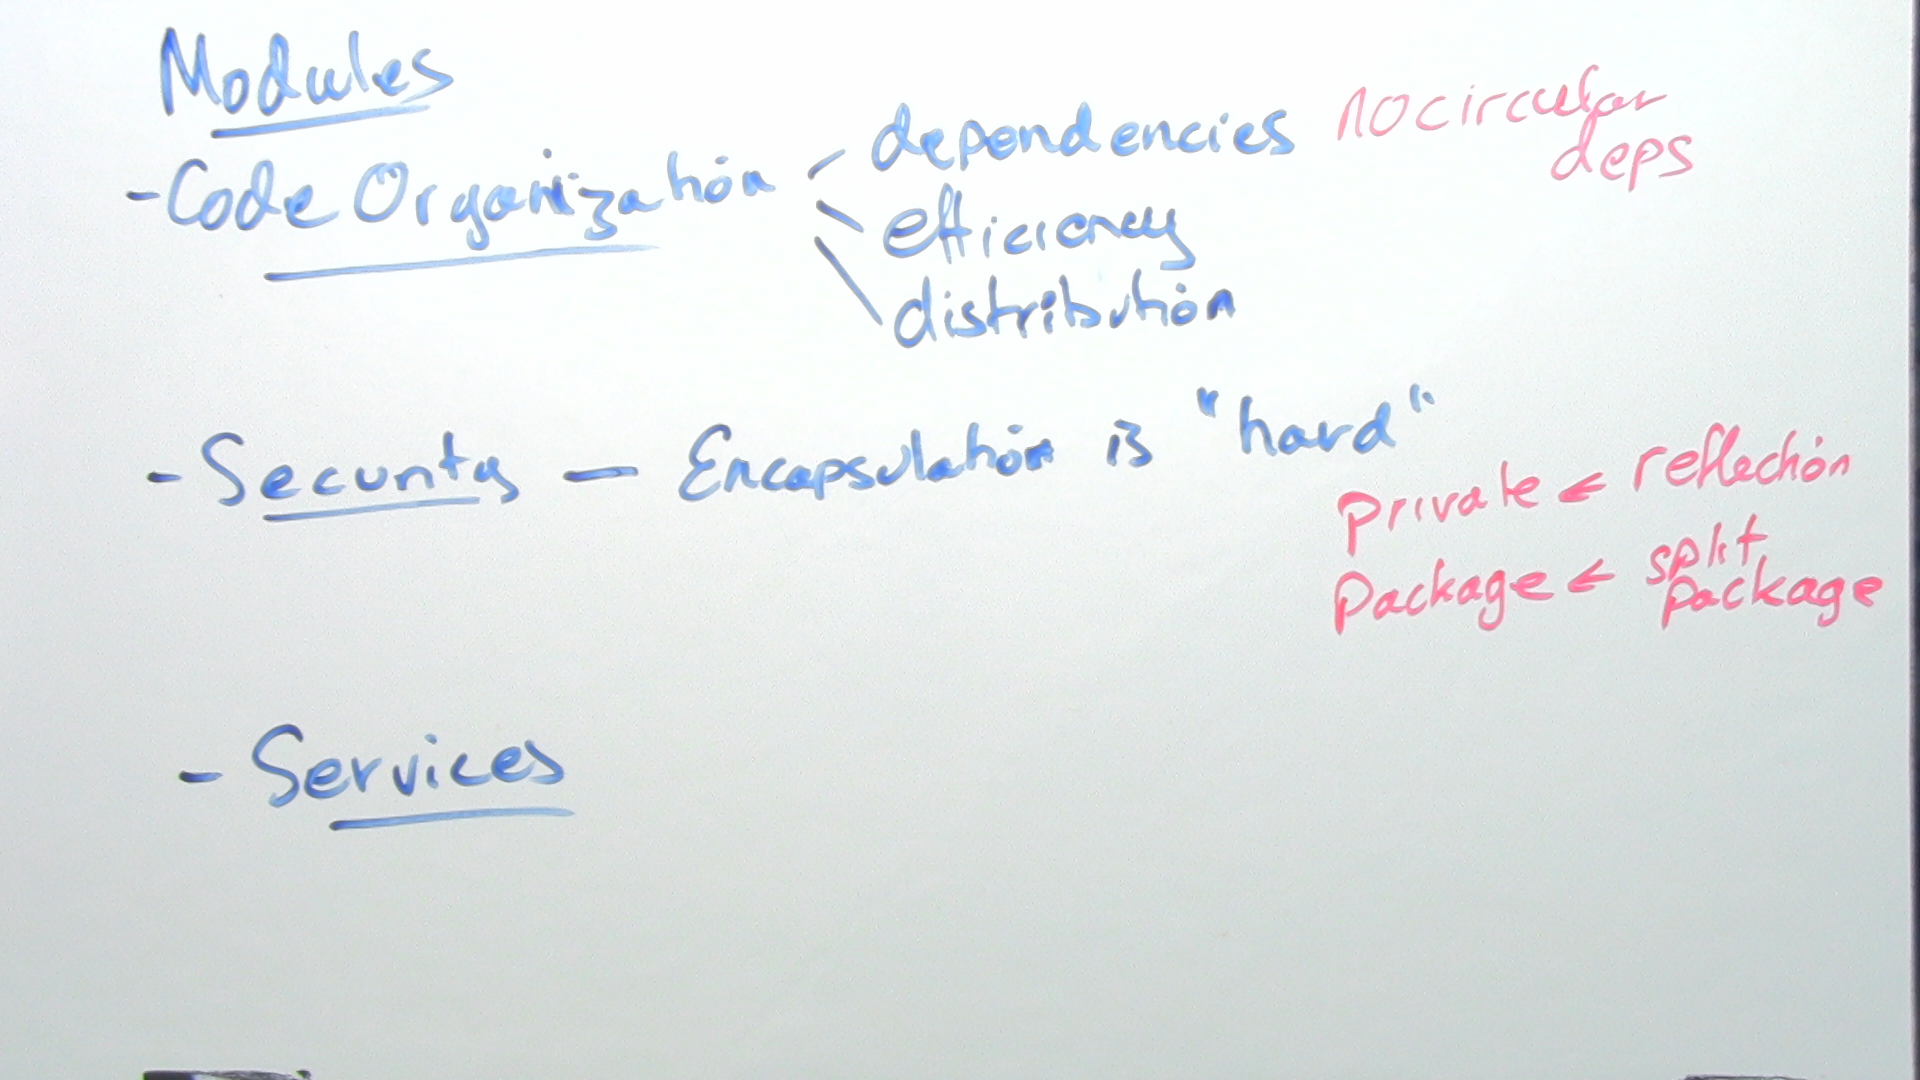 Modules
- Code Organization
dependencies no circular deps
efficiency
distribution
- Security — Encapsulation is "hard"
private ← reflection
package ← split package
- Services